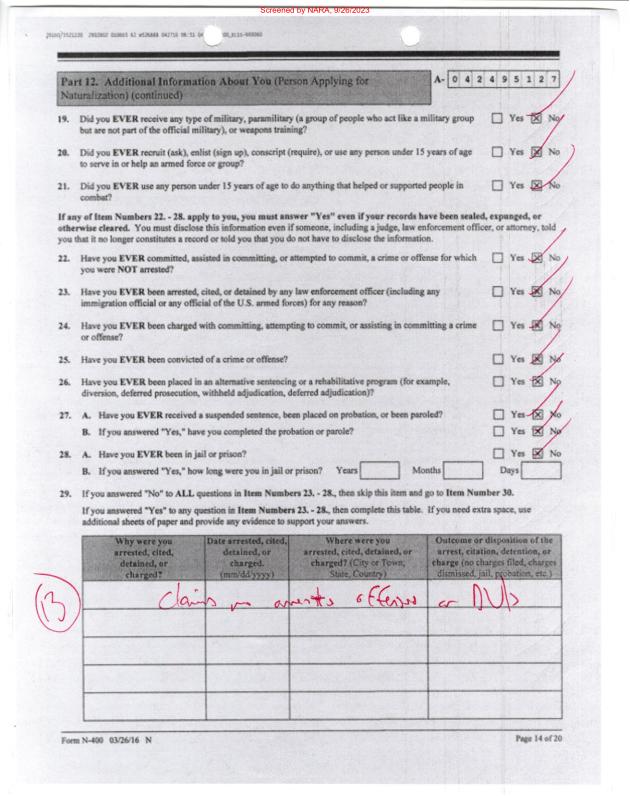 Screened by NARA, 9/26/2023
Part 12. Additional Information About You (Person Applying for
Naturalization) (continued)
A- 0 4 2 4 9 5 1 2 7
19. Did you EVER receive any type of military, paramilitary (a group of people who act like a military group
but are not part of the official military), or weapons training?
Yes No
20. Did you EVER recruit (ask), enlist (sign up), conscript (require), or use any person under 15 years of age
to serve in or help an armed force or group?
Yes No
21. Did you EVER use any person under 15 years of age to do anything that helped or supported people in
combat?
Yes No
If any of Item Numbers 22. - 28. apply to you, you must answer "Yes" even if your records have been sealed, expunged, or
otherwise cleared. You must disclose this information even if someone, including a judge, law enforcement officer, or attorney, told
you that it no longer constitutes a record or told you that you do not have to disclose the information.
22. Have you EVER committed, assisted in committing, or attempted to commit, a crime or offense for which
you were NOT arrested?
Yes No
23. Have you EVER been arrested, cited, or detained by any law enforcement officer (including any
immigration official or any official of the U.S. armed forces) for any reason?
Yes No
24. Have you EVER been charged with committing, attempting to commit, or assisting in committing a crime
or offense?
Yes No
25. Have you EVER been convicted of a crime or offense? Yes No
26. Have you EVER been placed in an alternative sentencing or a rehabilitative program (for example,
diversion, deferred prosecution, withheld adjudication, deferred adjudication)?
Yes No
27. A. Have you EVER received a suspended sentence, been placed on probation, or been paroled? Yes No
B. If you answered "Yes," have you completed the probation or parole? Yes No
28. A. Have you EVER been in jail or prison? Yes No
B. If you answered "Yes," how long were you in jail or prison? Years Months Days
29. If you answered "No" to ALL questions in Item Numbers 23. - 28., then skip this item and go to Item Number 30.
If you answered "Yes" to any question in Item Numbers 23. - 28., then complete this table. If you need extra space, use
additional sheets of paper and provide any evidence to support your answers.
Why were you
arrested, cited,
detained, or
charged?
Date arrested, cited,
detained, or
charged.
(mm/dd/yyyy)
Where were you
arrested, cited, detained, or
charged? (City or Town,
State, Country)
Outcome or disposition of the
arrest, citation, detention, or
charge (no charges filed, charges
dismissed, jail, probation, etc.)
13
claims no arrests offenses or DUIs
Form N-400 03/26/16 N
Page 14 of 20